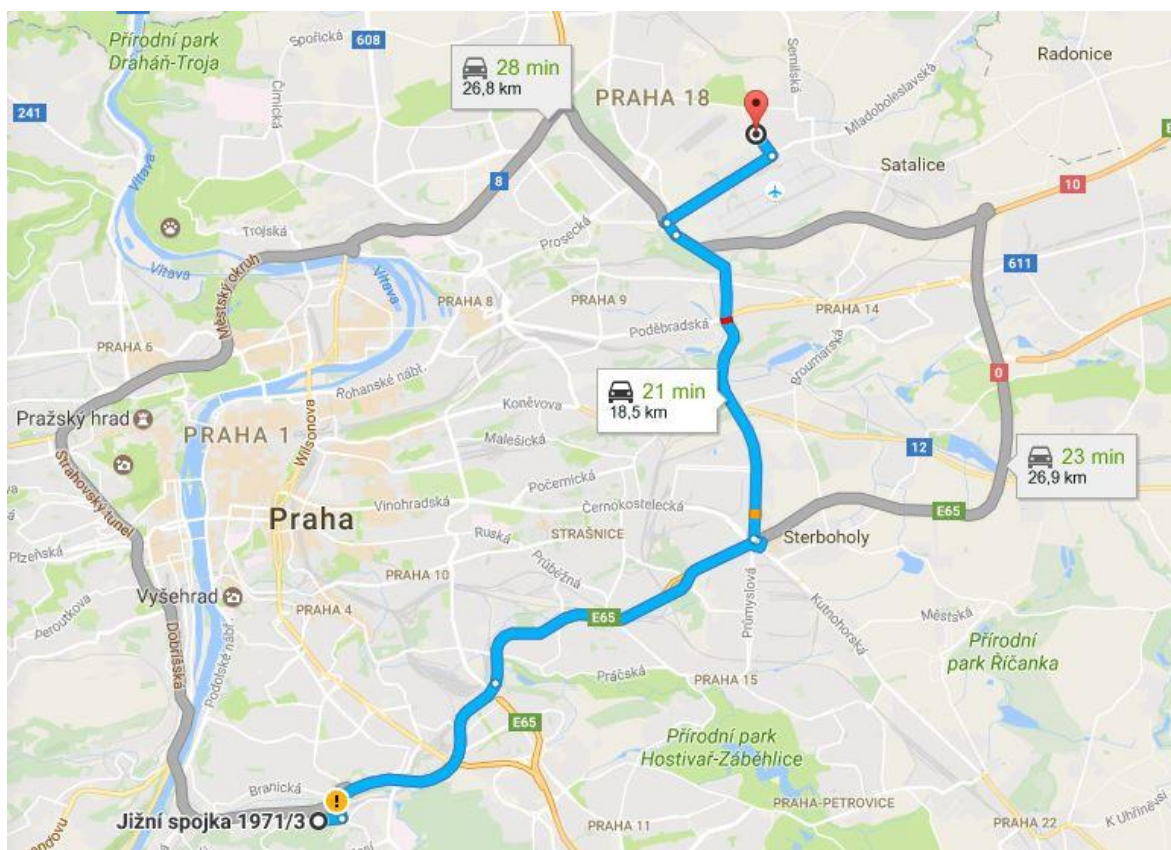 Přírodní park
Draháň-Troja
Spořická
608
Čimická
241
Vltava
28 min
26,8 km
PRAHA 18
Semilská
Mladoboleslavská
Radonice
Satalice
10
8
Trojská
Vltava
Městský okruh
Vltava
Prosecká
PRAHA 8
PRAHA 9
611
PRAHA 14
Poděbradská
Broumarská
PRAHA 6
Rohanské nábř.
0
21 min
18,5 km
Pražský hrad
PRAHA 1
Wilsonova
Koněvova
Malešická
12
23 min
26,9 km
Strahovský tunel
Počernická
Vinohradská
Černokostelecká
E65
Praha
Ruská
STRAŠNICE
Sterboholy
Plzeňská
Průběžná
PRAHA 10
Vyšehrad
PRAHA 4
Průmyslová
Kutnohorská
Peroutkova
E65
Městská
Dobříšská
Podolské nábř.
Přírodní
park Říčanka
Práčská
PRAHA 15
E65
Přírodní park
Hostivař-Záběhlice
Branická
PRAHA-PETROVICE
Jižní spojka 1971/3
PRAHA 11
PRAHA 22
K Uhříněvsi